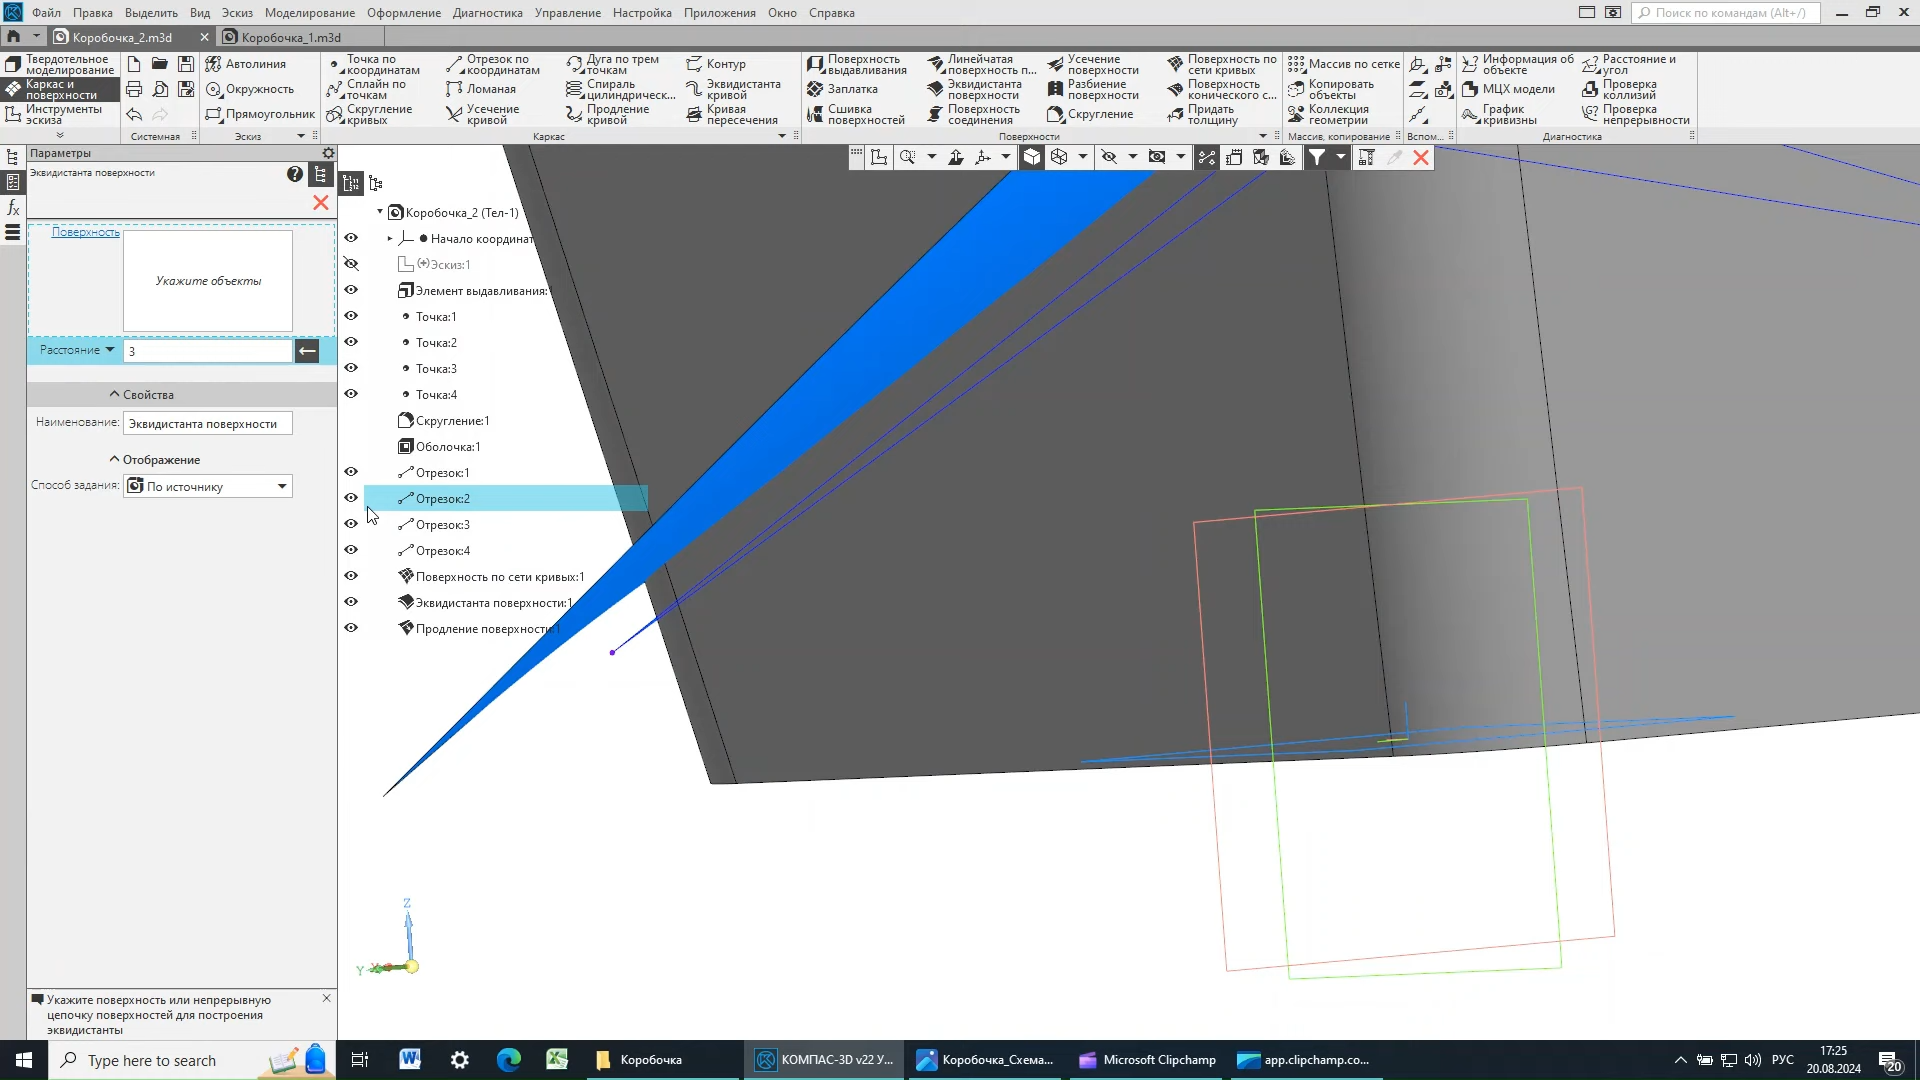 Файл Правка Выделить Вид Эскиз Моделирование Оформление Диагностика Управление Настройка Приложения Окно Справка
Поиск по командам (Alt+/)
Коробочка_2.m3d
Коробочка_1.m3d
Твердотельное моделирование
Каркас и поверхности
Инструменты эскиза
Системная
Автолиния
Окружность
Прямоугольник
Эскиз
Точка по координатам
Сплайн по точкам
Скругление кривых
Отрезок по координатам
Ломаная
Усечение кривой
Дуга по трем точкам
Спираль цилиндрическ...
Продление кривой
Контур
Эквидистанта кривой
Кривая пересечения
Каркас
Поверхность выдавливания
Заплатка
Сшивка поверхностей
Линейчатая поверхность п...
Эквидистанта поверхности
Поверхность соединения
Усечение поверхности
Разбиение поверхности
Скругление
Поверхность по сети кривых
Поверхность конического с...
Придать толщину
Поверхности
Массив по сетке
Копировать объекты
Коллекция геометрии
Массив, копирование
Вспом...
Информация об объекте
МЦХ модели
График кривизны
Расстояние и угол
Проверка коллизий
Проверка непрерывности
Диагностика
Параметры
Эквидистанта поверхности
Поверхность
Укажите объекты
Расстояние
3
Свойства
Наименование:
Эквидистанта поверхности
Отображение
Способ задания:
По источнику
Коробочка_2 (Тел-1)
Начало координат
(+)Эскиз:1
Элемент выдавливания:
Точка:1
Точка:2
Точка:3
Точка:4
Скругление:1
Оболочка:1
Отрезок:1
Отрезок:2
Отрезок:3
Отрезок:4
Поверхность по сети кривых:1
Эквидистанта поверхности:1
Продление поверхности:1
Z
Y
Укажите поверхность или непрерывную
цепочку поверхностей для построения
эквидистанты
Type here to search
Коробочка
КОМПАС-3D v22 У...
Коробочка_Схема...
Microsoft Clipchamp
app.clipchamp.co...
РУС
17:25
20.08.2024
20